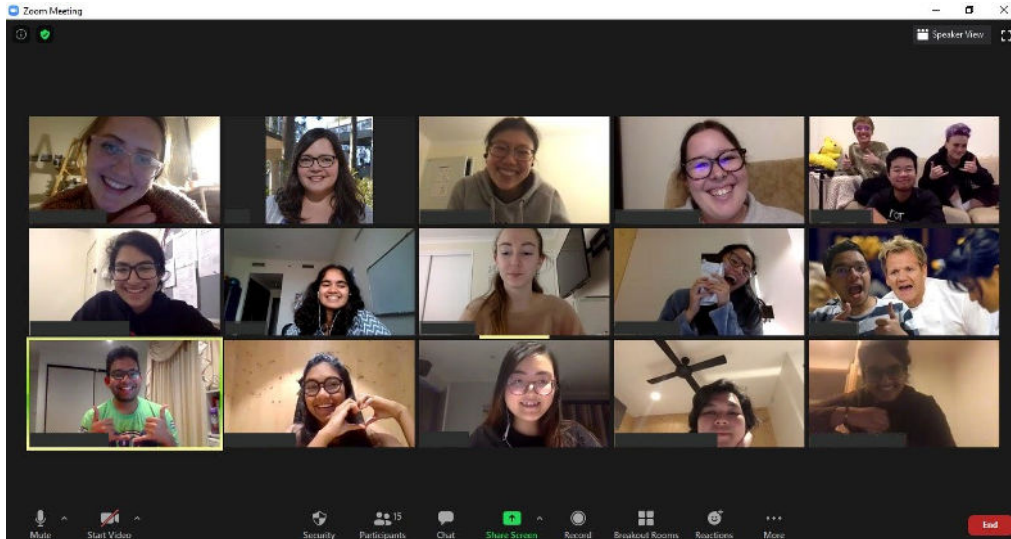 Zoom Meeting
Speaker View
Mute
Start Video
Security
Participants
15
Chat
Share Screen
Record
Breakout Rooms
Reactions
More
End